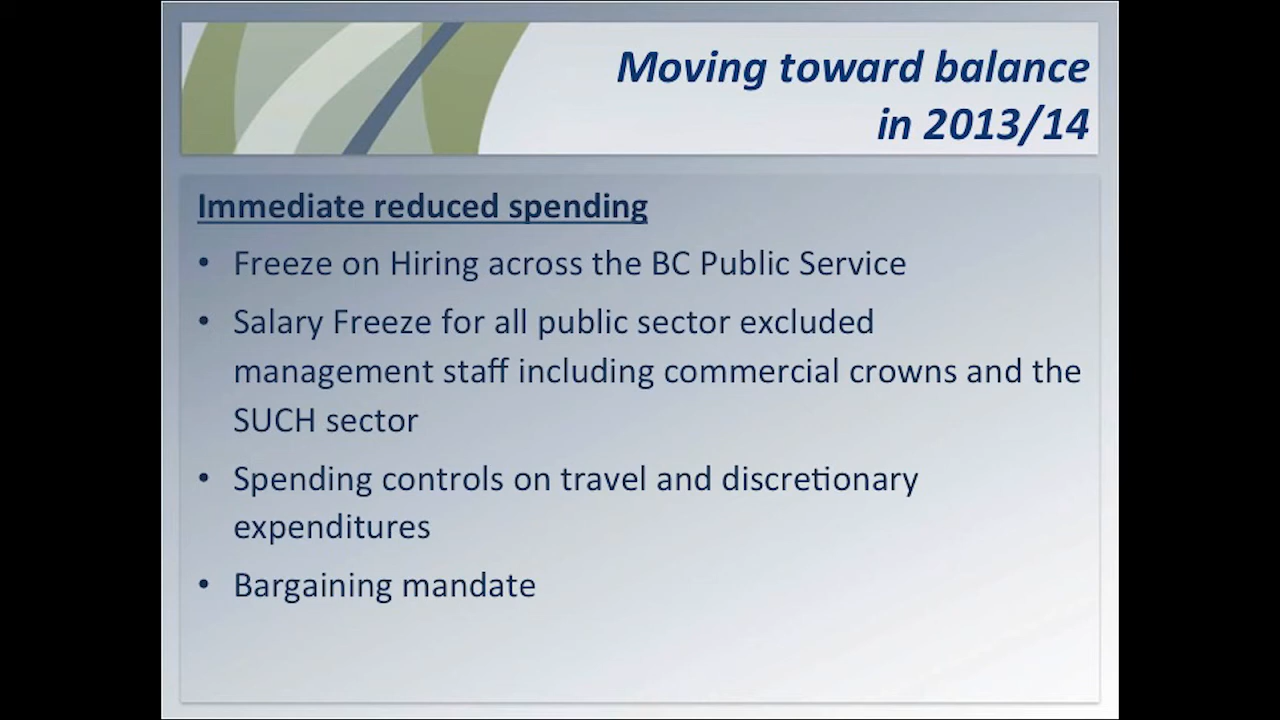 Moving toward balance
in 2013/14
Immediate reduced spending
• Freeze on Hiring across the BC Public Service
• Salary Freeze for all public sector excluded
management staff including commercial crowns and the
SUCH sector
• Spending controls on travel and discretionary
expenditures
• Bargaining mandate